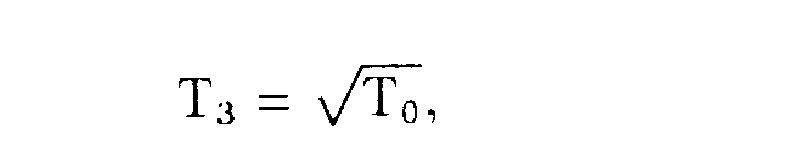 T₃ = √T₀,